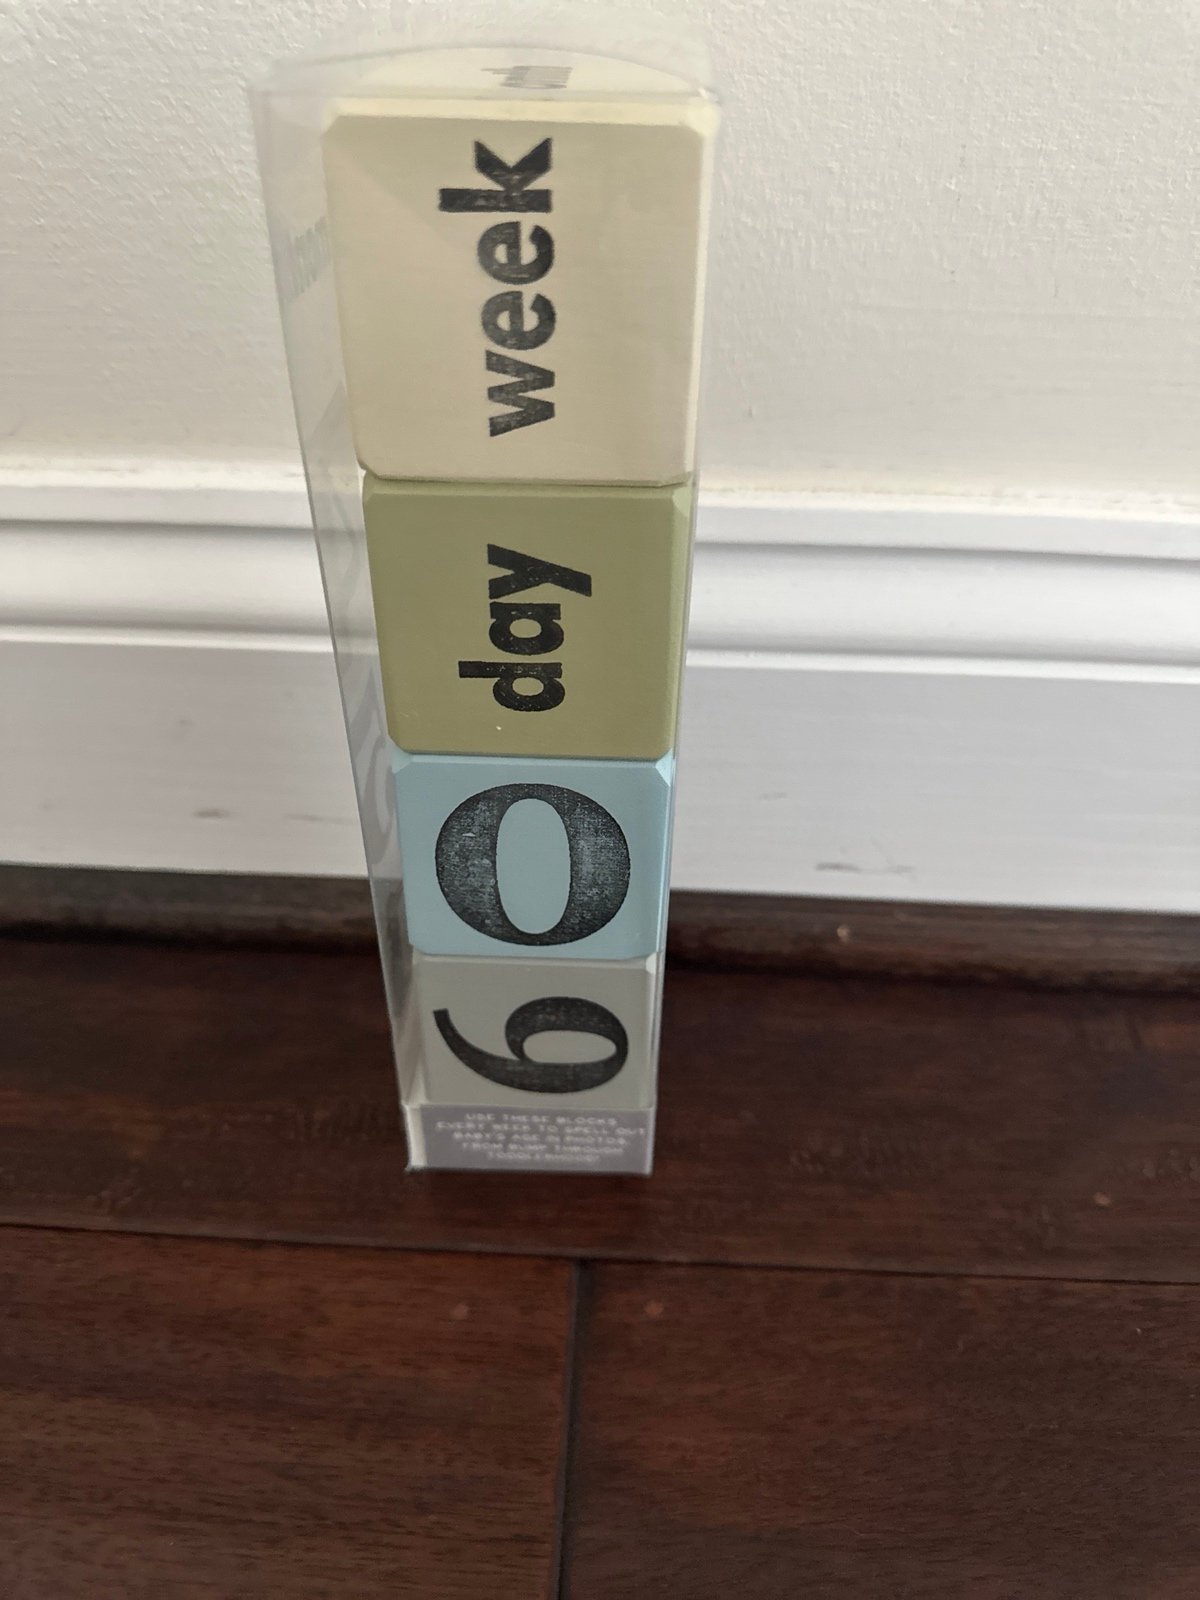 week
day
0
6
USE THESE BLOCKS
EVERY WEEK TO SPELL OUT
BABY'S AGE IN PHOTOS
FROM BUMP THROUGH
TODDLERHOOD!